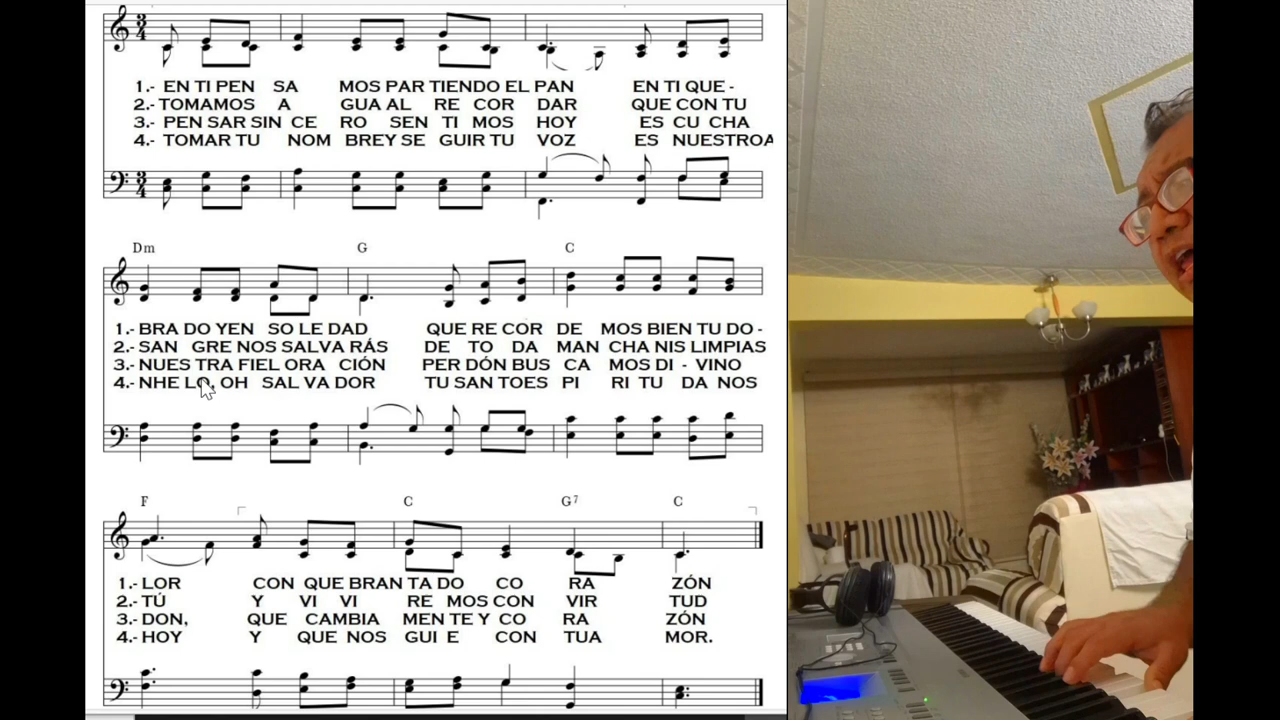 1.- EN TI PEN SA MOS PAR TIENDO EL PAN EN TI QUE -
2.- TOMAMOS A GUA AL RE COR DAR QUE CON TU
3.- PEN SAR SIN CE RO SEN TI MOS HOY ES CU CHA
4.- TOMAR TU NOM BREY SE GUIR TU VOZ ES NUESTROA
Dm G C
1.- BRA DO YEN SO LE DAD QUE RE COR DE MOS BIEN TU DO -
2.- SAN GRE NOS SALVA RÁS DE TO DA MAN CHA NIS LIMPIAS
3.- NUES TRA FIEL ORA CIÓN PER DÓN BUS CA MOS DI - VINO
4.- NHE LO, OH SAL VA DOR TU SAN TOES PI RI TU DA NOS
F C G7 C
1.- LOR CON QUE BRAN TA DO CO RA ZÓN
2.- TÚ Y VI VI RE MOS CON VIR TUD
3.- DON, QUE CAMBIA MEN TE Y CO RA ZÓN
4.- HOY Y QUE NOS GUI E CON TUA MOR.